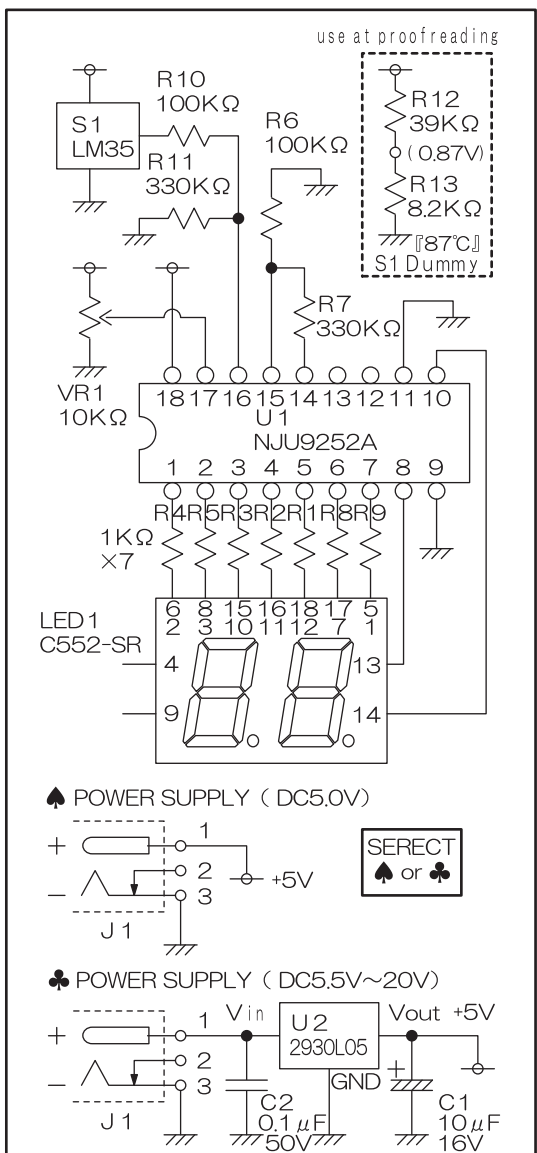 use at proofreading
R10
100KΩ
S1
LM35
R11
330KΩ
R6
100KΩ
R12
39KΩ
(0.87V)
R13
8.2KΩ
『87℃』
S1 Dummy
R7
330KΩ
VR1
10KΩ
18 17 16 15 14 13 12 11 10
U1
NJU9252A
1 2 3 4 5 6 7 8 9
R4 R5 R3 R2 R1 R8 R9
1KΩ
×7
LED1
C552-SR
6 8 15 16 18 17 5
2 3 10 11 12 7 1
4 13
9 14
♠ POWER SUPPLY ( DC5.0V)
+ 1
2
- 3
+5V
J1
SERECT
♠ or ♣
♣ POWER SUPPLY ( DC5.5V～20V)
+ 1
2
- 3
J1
Vin
U2
2930L05
GND
Vout +5V
C2
0.1μF
50V
+
C1
10μF
16V